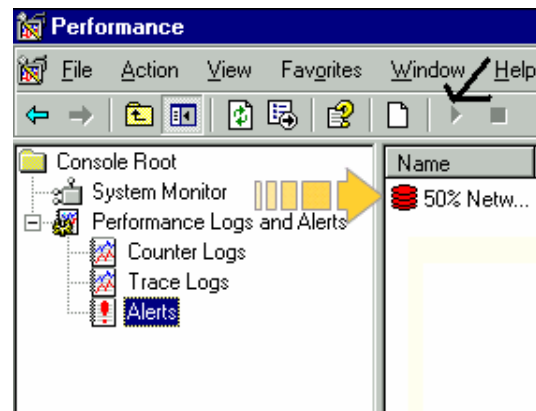 Performance
File Action View Favorites Window Help
Console Root
System Monitor
Performance Logs and Alerts
Counter Logs
Trace Logs
Alerts
Name
50% Netw...